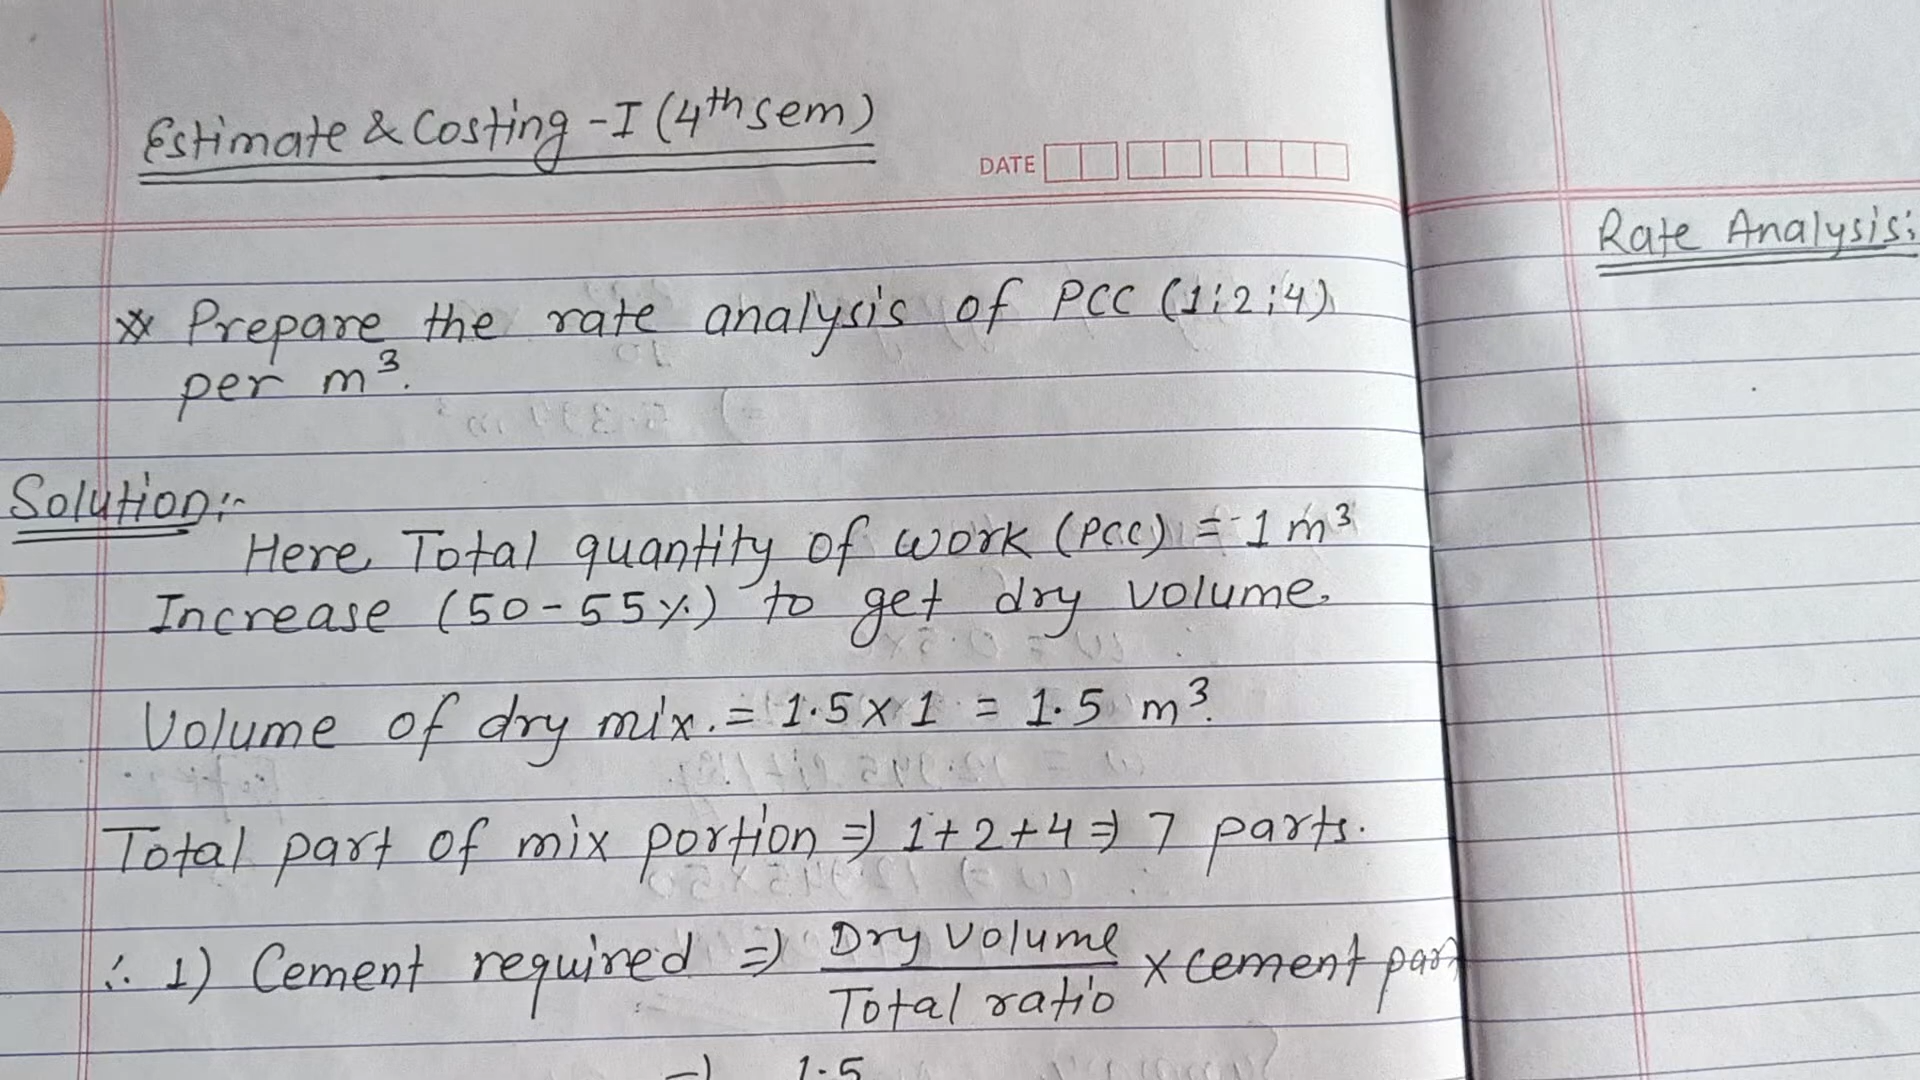 Estimate & Costing - I (4th sem)
DATE
Rate Analysis:
** Prepare the rate analysis of PCC (1:2:4)
per m³.
Solution:-
Here, Total quantity of work (PCC) = 1 m³
Increase (50-55%) to get dry volume.
Volume of dry mix. = 1.5 x 1 = 1.5 m³.
Total part of mix portion ⇒ 1+2+4 ⇒ 7 parts.
∴ 1) Cement required ⇒ Dry volume / Total ratio x cement part
⇒ 1.5